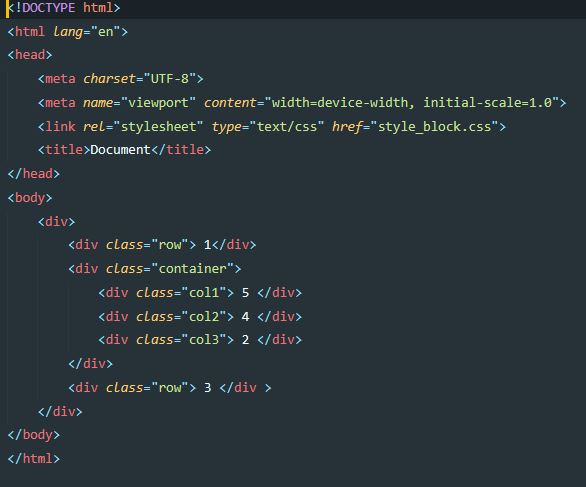 <!DOCTYPE html>
<html lang="en">
<head>
    <meta charset="UTF-8">
    <meta name="viewport" content="width=device-width, initial-scale=1.0">
    <link rel="stylesheet" type="text/css" href="style_block.css">
    <title>Document</title>
</head>
<body>
    <div>
        <div class="row"> 1</div>
        <div class="container">
            <div class="col1"> 5 </div>
            <div class="col2"> 4 </div>
            <div class="col3"> 2 </div>
        </div>
        <div class="row"> 3 </div >
    </div>
</body>
</html>